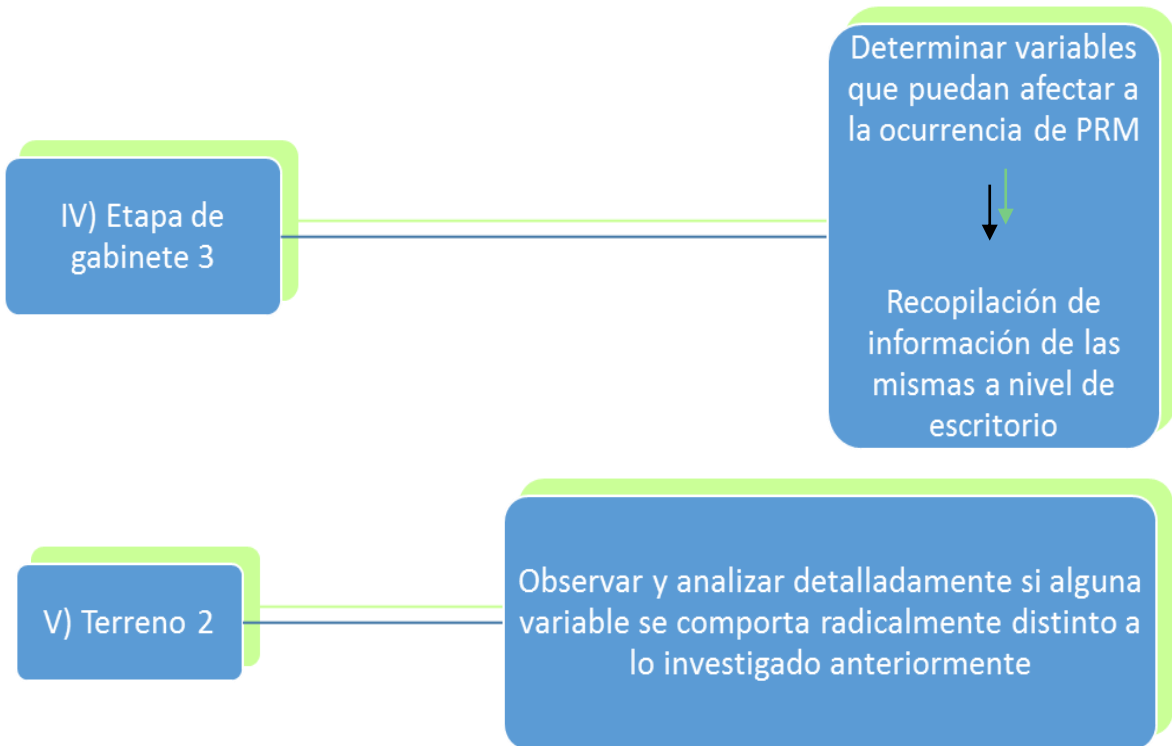 Determinar variables
que puedan afectar a
la ocurrencia de PRM
IV) Etapa de
gabinete 3
Recopilación de
información de las
mismas a nivel de
escritorio
V) Terreno 2
Observar y analizar detalladamente si alguna
variable se comporta radicalmente distinto a
lo investigado anteriormente